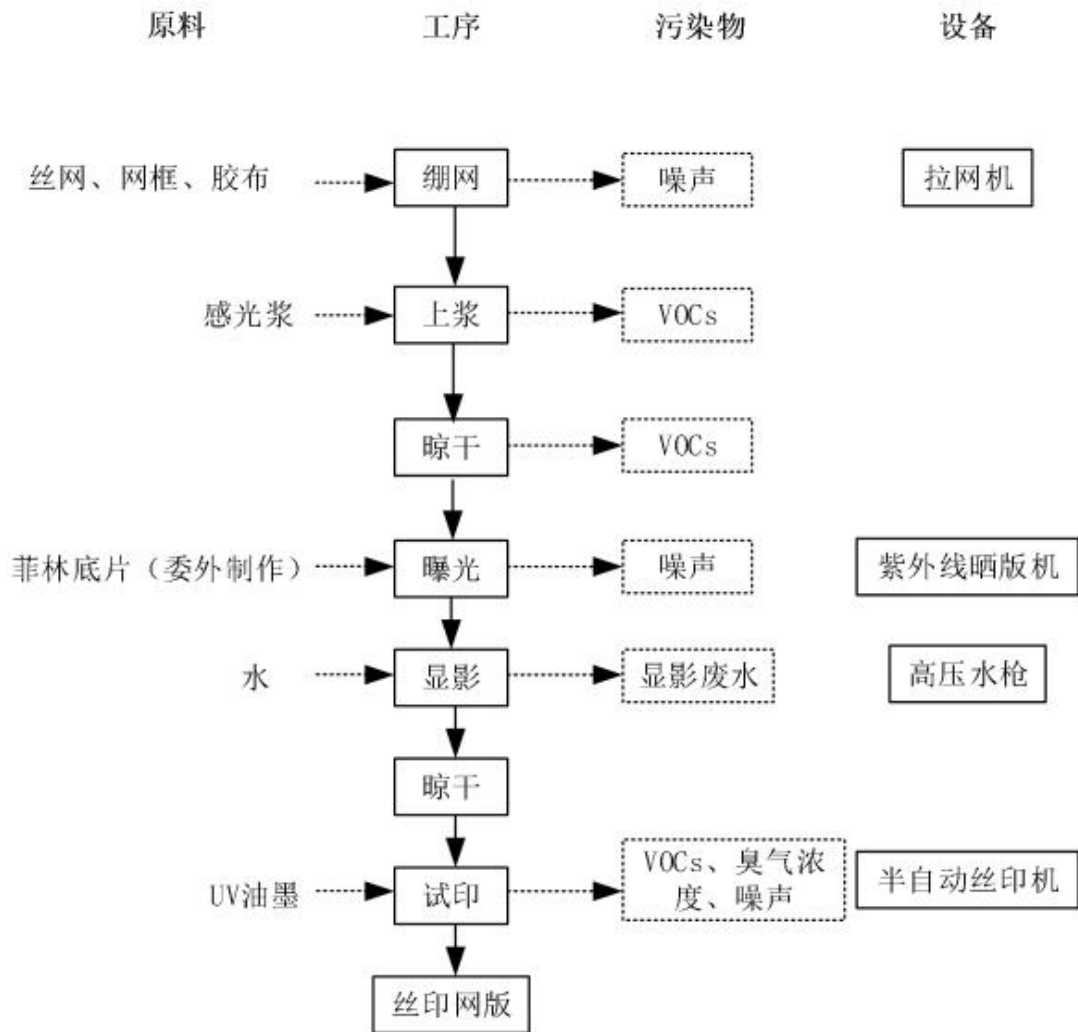 原料 工序 污染物 设备
丝网、网框、胶布 绷网 噪声 拉网机
感光浆 上浆 VOCs
晾干 VOCs
菲林底片（委外制作） 曝光 噪声 紫外线晒版机
水 显影 显影废水 高压水枪
晾干
UV油墨 试印 VOCs、臭气浓 半自动丝印机
度、噪声
丝印网版